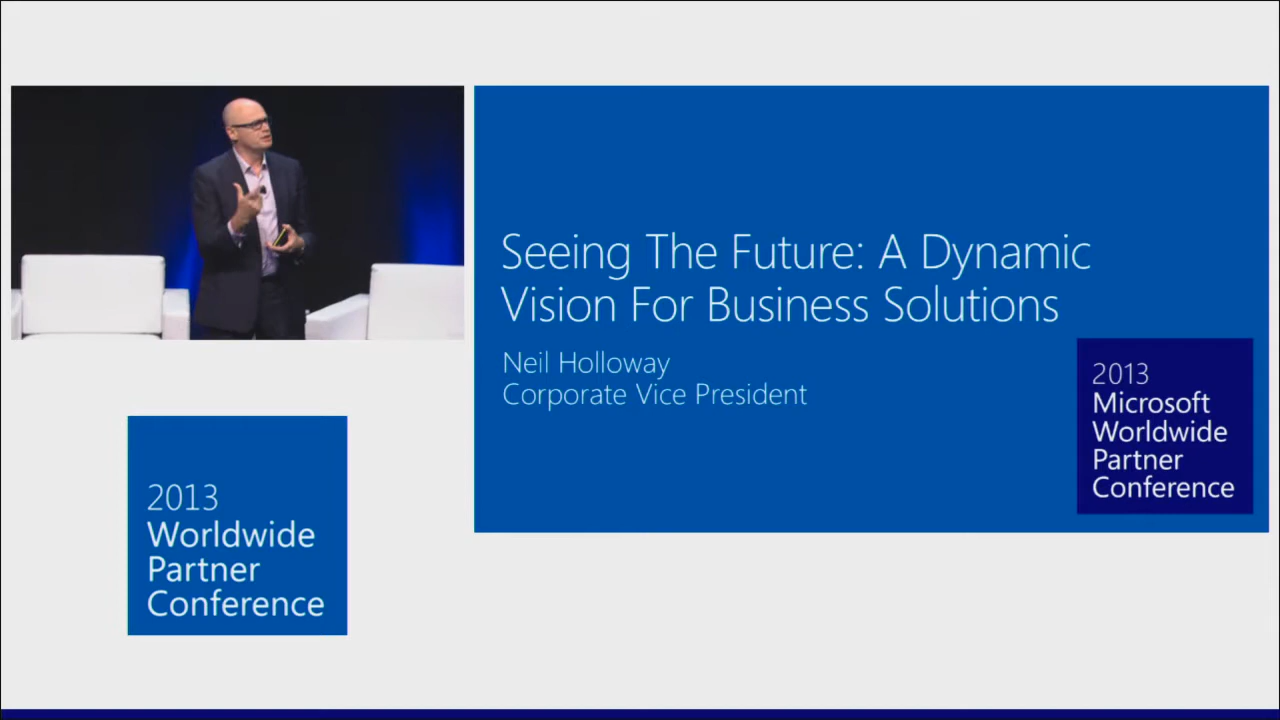 Seeing The Future: A Dynamic
Vision For Business Solutions
Neil Holloway
Corporate Vice President
2013
Microsoft
Worldwide
Partner
Conference
2013
Worldwide
Partner
Conference